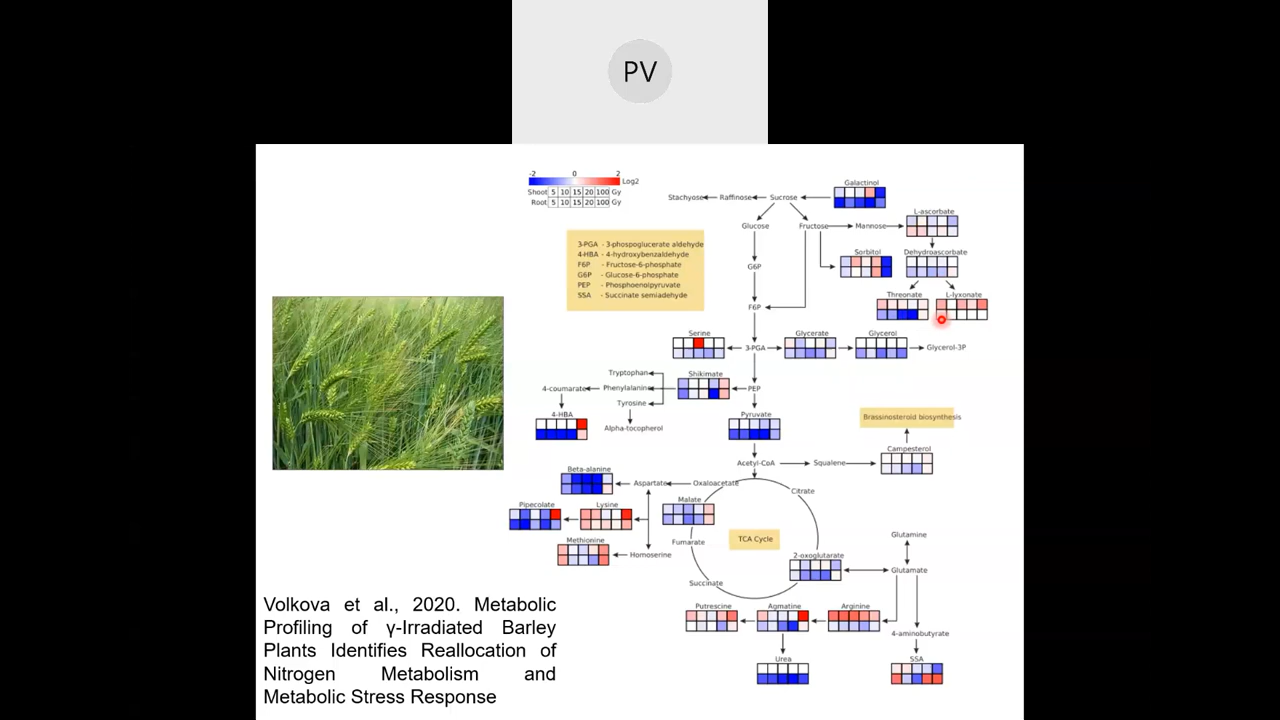 PV
-2 0 2
Log2
Shoot 5 10 15 20 100 Gy
Root 5 10 15 20 100 Gy
3-PGA - 3-phospoglucerate aldehyde
4-HBA - 4-hydroxybenzaldehyde
F6P - Fructose-6-phosphate
G6P - Glucose-6-phosphate
PEP - Phosphoenolpyruvate
SSA - Succinate semiadehyde
Galactinol
Stachyose Raffinose Sucrose
L-ascorbate
Glucose Fructose Mannose
Sorbitol Dehydroascorbate
G6P
Threonate L-lyxonate
F6P
Serine Glycerate Glycerol
3-PGA Glycerol-3P
Tryptophan Shikimate
4-coumarate Phenylalanine PEP
Tyrosine
4-HBA Pyruvate
Brassinosteroid biosynthesis
Alpha-tocopherol
Campesterol
Acetyl-CoA Squalene
Beta-alanine
Aspartate Oxaloacetate
Citrate
Malate
Pipecolate Lysine
Glutamine
TCA Cycle
Methionine Fumarate
Homoserine 2-oxoglutarate
Glutamate
Succinate
Putrescine Agmatine Arginine
4-aminobutyrate
Urea SSA
Volkova et al., 2020. Metabolic
Profiling of γ-Irradiated Barley
Plants Identifies Reallocation of
Nitrogen Metabolism and
Metabolic Stress Response